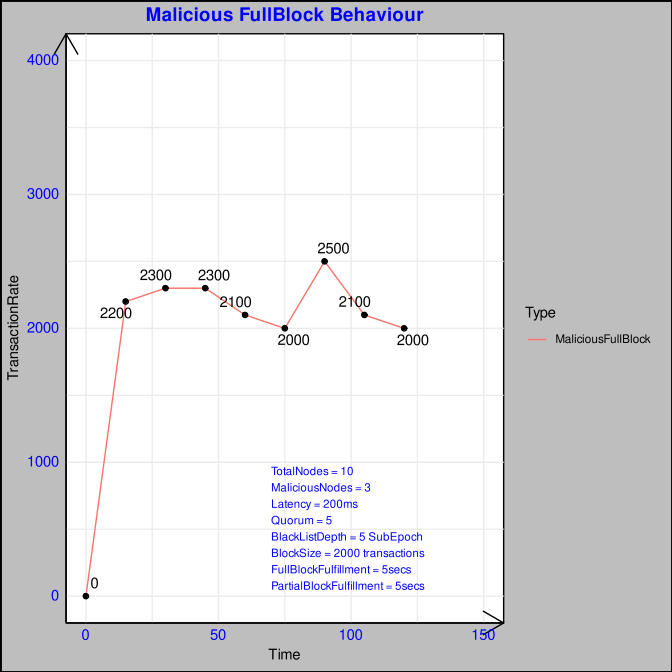 Malicious FullBlock Behaviour
4000
3000
2000
1000
0
TransactionRate
0
2200
2300
2300
2100
2000
2500
2100
2000
TotalNodes = 10
MaliciousNodes = 3
Latency = 200ms
Quorum = 5
BlackListDepth = 5 SubEpoch
BlockSize = 2000 transactions
FullBlockFulfillment = 5secs
PartialBlockFulfillment = 5secs
0 50 100 150
Time
Type
MaliciousFullBlock